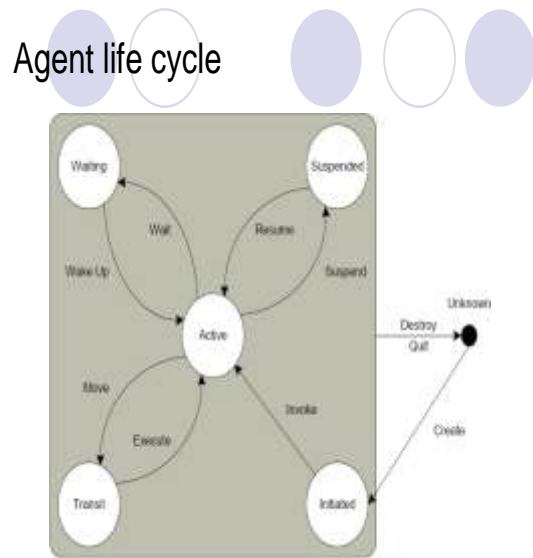 Agent life cycle
Waiting
Suspended
Wait
Resume
Wake Up
Suspend
Unknown
Destroy
Quit
Active
Move
Invoke
Create
Execute
Transit
Initiated